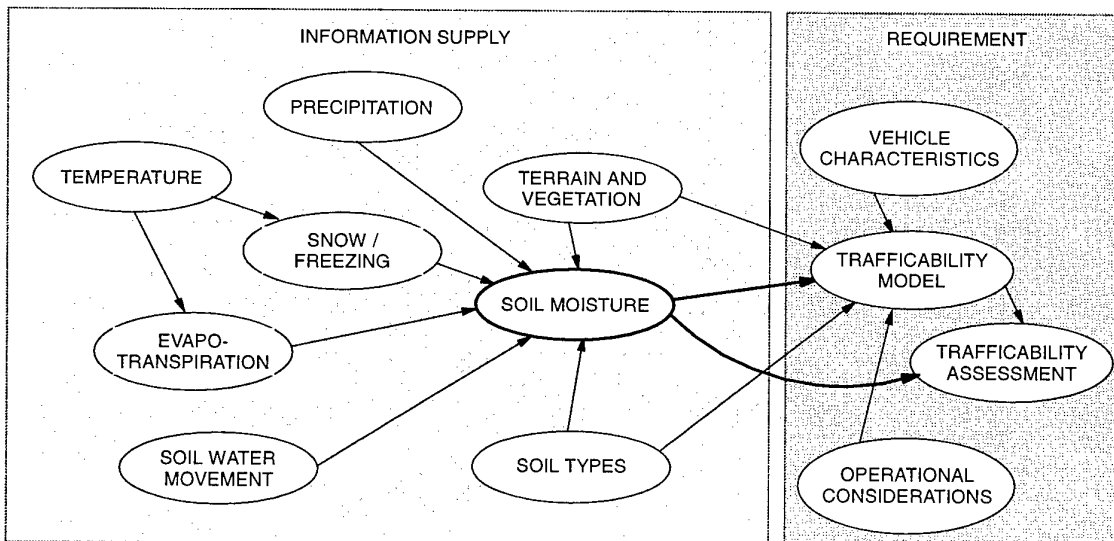 INFORMATION SUPPLY
REQUIREMENT
PRECIPITATION
VEHICLE
CHARACTERISTICS
TEMPERATURE
TERRAIN AND
VEGETATION
SNOW /
FREEZING
TRAFFICABILITY
MODEL
SOIL MOISTURE
EVAPO-
TRANSPIRATION
TRAFFICABILITY
ASSESSMENT
SOIL WATER
MOVEMENT
SOIL TYPES
OPERATIONAL
CONSIDERATIONS